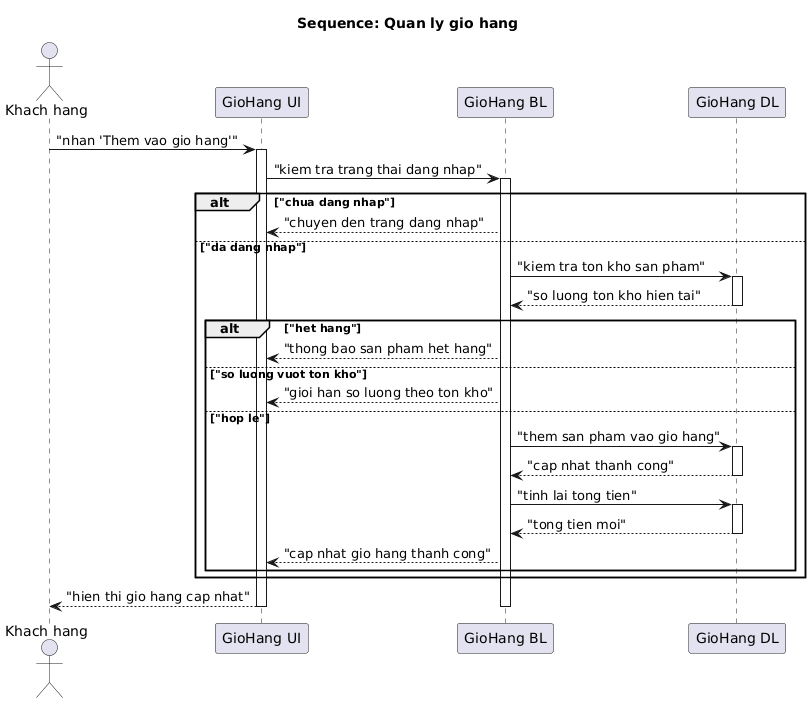 Sequence: Quan ly gio hang
Khach hang
GioHang UI
GioHang BL
GioHang DL
"nhan 'Them vao gio hang'"
"kiem tra trang thai dang nhap"
alt
["chua dang nhap"]
"chuyen den trang dang nhap"
["da dang nhap"]
"kiem tra ton kho san pham"
"so luong ton kho hien tai"
alt
["het hang"]
"thong bao san pham het hang"
["so luong vuot ton kho"]
"gioi han so luong theo ton kho"
["hop le"]
"them san pham vao gio hang"
"cap nhat thanh cong"
"tinh lai tong tien"
"tong tien moi"
"cap nhat gio hang thanh cong"
"hien thi gio hang cap nhat"
Khach hang
GioHang UI
GioHang BL
GioHang DL